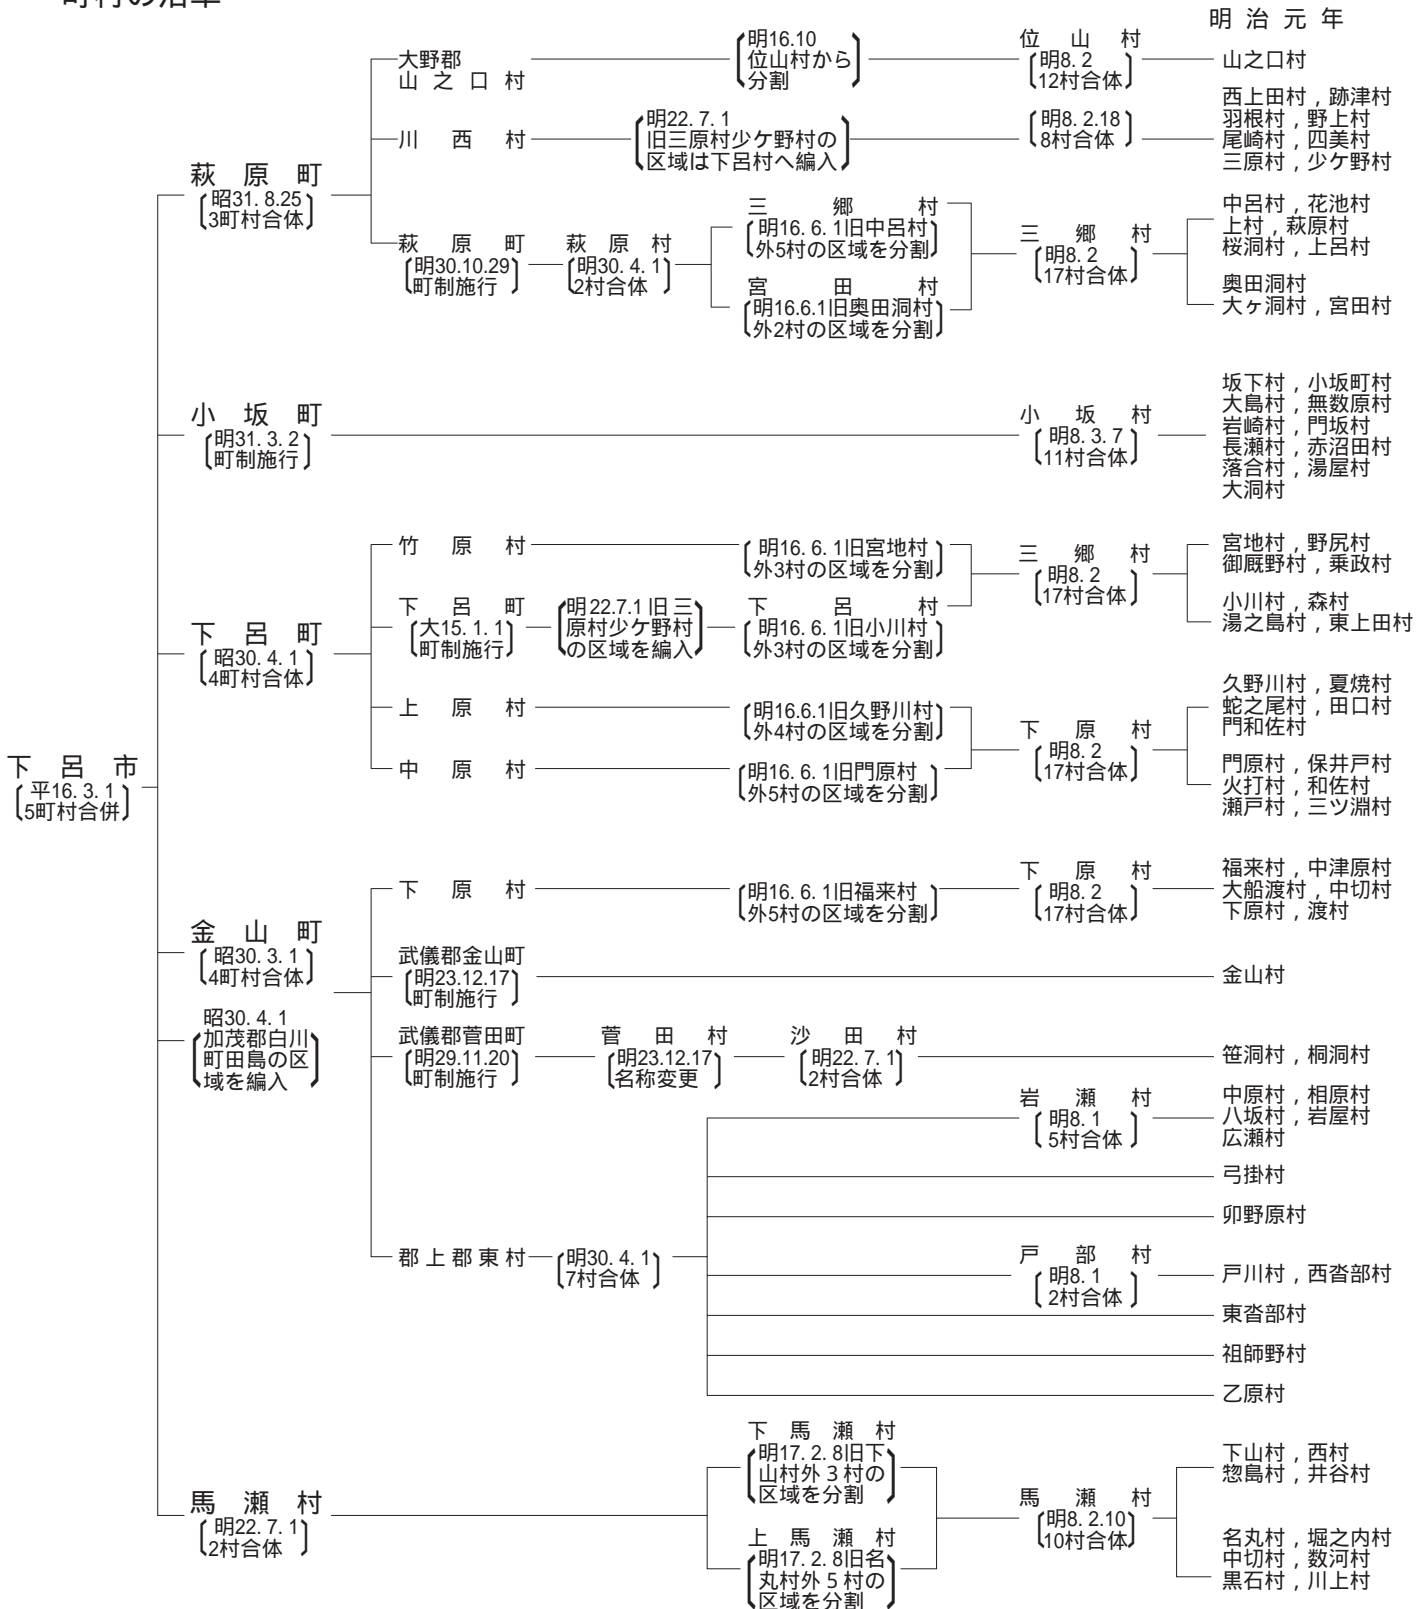 明治元年
大野郡
山之口村
明16.10
位山村から
分割
位山村
明8. 2
12村合体
山之口村
川西村
明22. 7. 1
旧三原村少ケ野村の
区域は下呂村へ編入
明8. 2.18
8村合体
西上田村，跡津村
羽根村，野上村
尾崎村，四美村
三原村，少ケ野村
萩原町
昭31. 8.25
3町村合体
萩原町
明30.10.29
町制施行
萩原村
明30. 4. 1
2村合体
三郷村
明16. 6. 1旧中呂村
外5村の区域を分割
宮田村
明16.6.1旧奥田洞村
外2村の区域を分割
三郷村
明8. 2
17村合体
中呂村，花池村
上村，萩原村
桜洞村，上呂村
奥田洞村
大ヶ洞村，宮田村
小坂町
明31. 3. 2
町制施行
小坂村
明8. 3. 7
11村合体
坂下村，小坂町村
大島村，無数原村
岩崎村，門坂村
長瀬村，赤沼田村
落合村，湯屋村
大洞村
下呂町
昭30. 4. 1
4町村合体
竹原村
明16. 6. 1旧宮地村
外3村の区域を分割
下呂町
大15. 1. 1
町制施行
明22.7.1旧三
原村少ケ野村
の区域を編入
下呂村
明16. 6. 1旧小川村
外3村の区域を分割
三郷村
明8. 2
17村合体
宮地村，野尻村
御厩野村，乗政村
小川村，森村
湯之島村，東上田村
上原村
明16.6.1旧久野川村
外4村の区域を分割
中原村
明16. 6. 1旧門原村
外5村の区域を分割
下原村
明8. 2
17村合体
久野川村，夏焼村
蛇之尾村，田口村
門和佐村
門原村，保井戸村
火打村，和佐村
瀬戸村，三ツ淵村
下呂市
平16. 3. 1
5町村合併
金山町
昭30. 3. 1
4町村合体
昭30. 4. 1
加茂郡白川
町田島の区
域を編入
下原村
明16. 6. 1旧福来村
外5村の区域を分割
下原村
明8. 2
17村合体
福来村，中津原村
大船渡村，中切村
下原村，渡村
武儀郡金山町
明23.12.17
町制施行
金山村
武儀郡菅田町
明29.11.20
町制施行
菅田村
明23.12.17
名称変更
沙田村
明22. 7. 1
2村合体
笹洞村，桐洞村
郡上郡東村
明30. 4. 1
7村合体
岩瀬村
明8. 1
5村合体
中原村，相原村
八坂村，岩屋村
広瀬村
弓掛村
卯野原村
戸部村
明8. 1
2村合体
戸川村，西沓部村
東沓部村
祖師野村
乙原村
馬瀬村
明22. 7. 1
2村合体
下馬瀬村
明17. 2. 8旧下
山村外３村の
区域を分割
上馬瀬村
明17. 2. 8旧名
丸村外５村の
区域を分割
馬瀬村
明8. 2.10
10村合体
下山村，西村
惣島村，井谷村
名丸村，堀之内村
中切村，数河村
黒石村，川上村